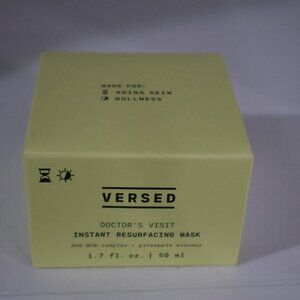 MADE FOR:
AGING SKIN
DULLNESS
VERSED
DOCTOR'S VISIT
INSTANT RESURFACING MASK
AHA-BHA complex + pineapple enzymes
1.7 fl. oz. | 50 ml